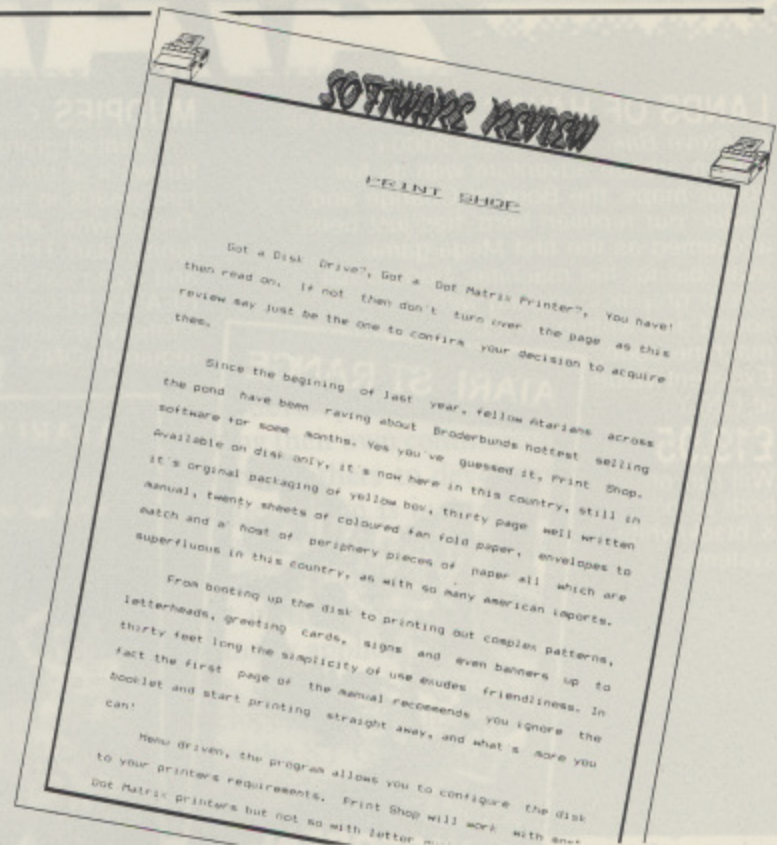 SOFTWARE REVIEW
PRINT SHOP
Got a Disk Drive?, Got a Dot Matrix Printer?, You have!
then read on. If not then don't turn over the page as this
review say just be the one to confirm your decision to acquire
them.
Since the begining of last year, fellow Atarians across
the pond have been raving about Broderbunds hottest selling
software for some months. Yes you've guessed it, Print Shop.
Available on disk only, it's now here in this country, still in
it's orginal packaging of yellow box, thirty page well written
manual, twenty sheets of coloured fan fold paper, envelopes to
match and a host of periphery pieces of paper all which are
superfluous in this country, as with so many american imports.
From booting up the disk to printing out complex patterns,
letterheads, greeting cards, signs and even banners up to
thirty feet long the simplicity of use exudes friendliness. In
fact the first page of the manual recommends you ignore the
booklet and start printing straight away, and what s more you
can!
Menu driven, the program allows you to configure the disk
to your printers requirements. Print Shop will work with
Dot Matrix printers but not so with letter